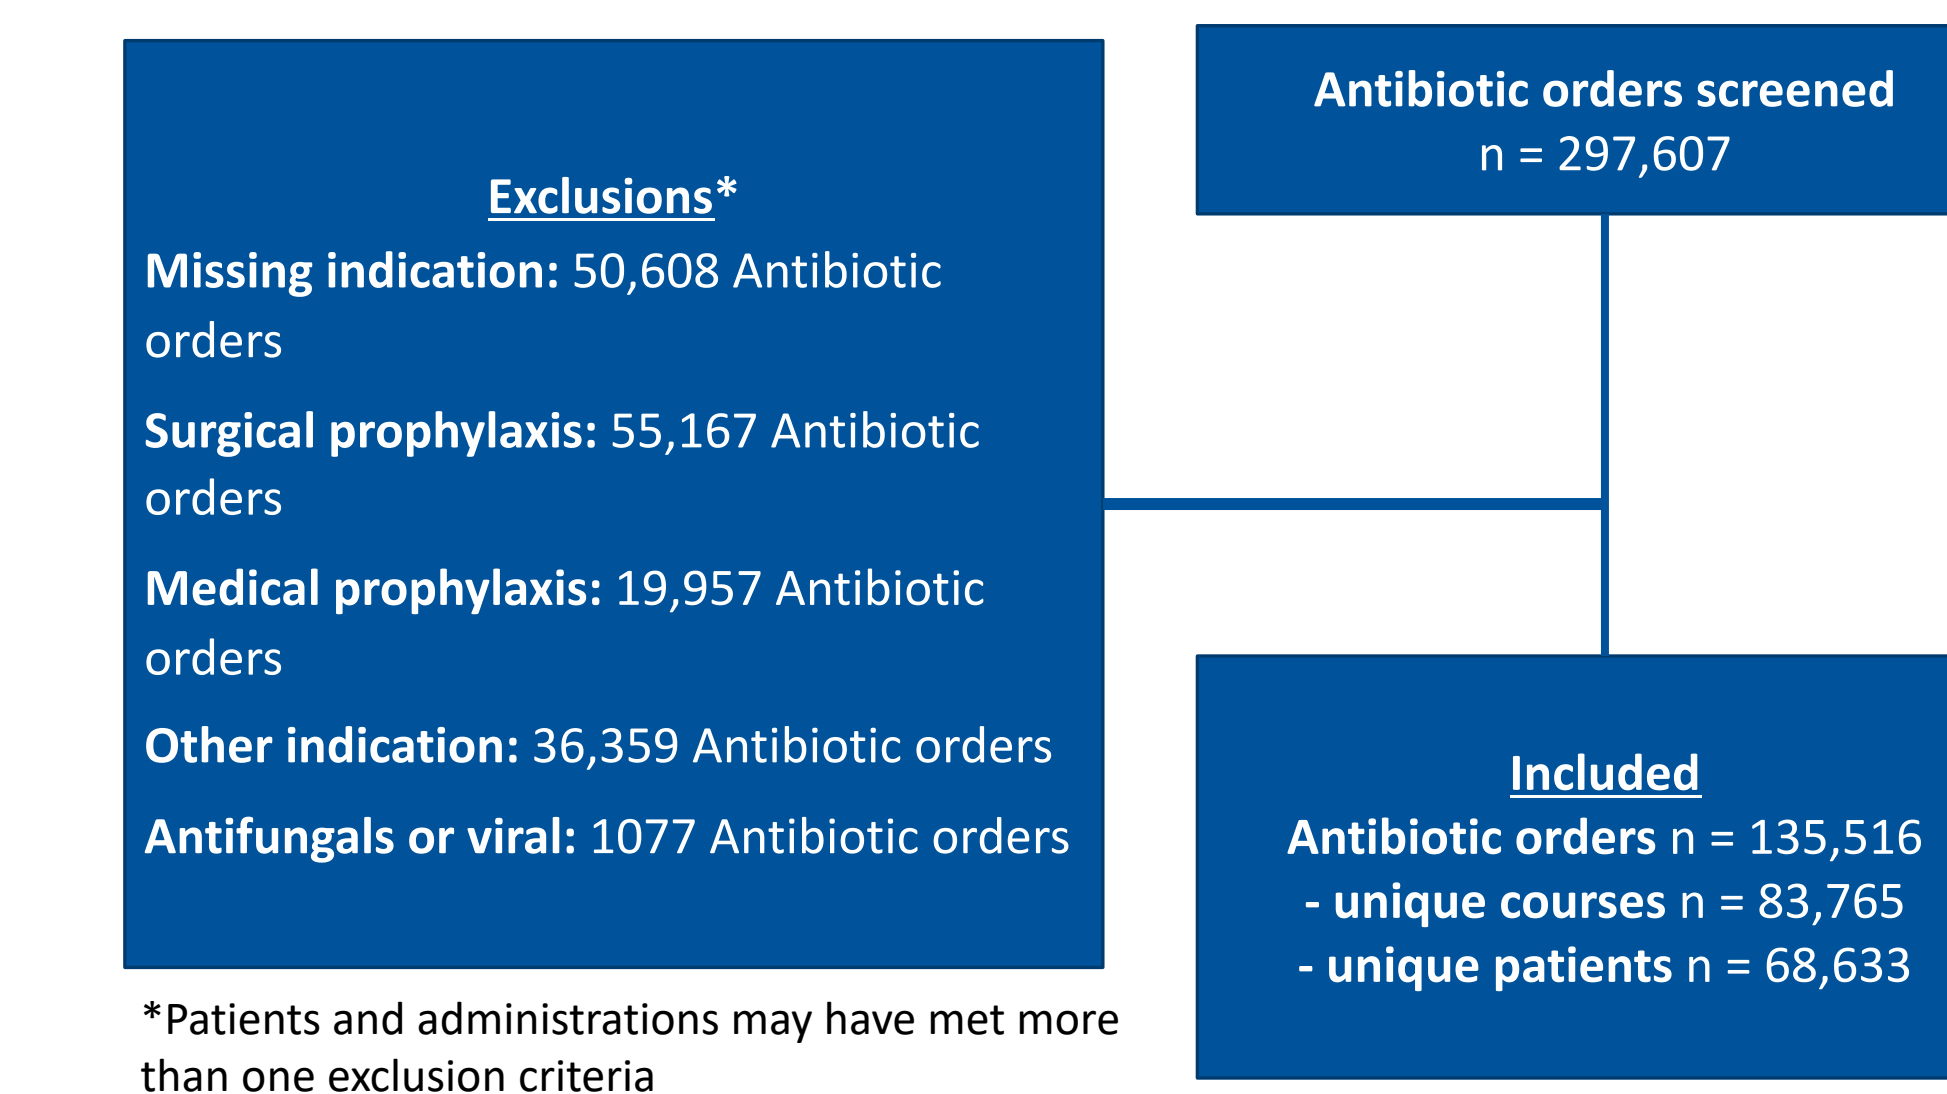 Exclusions*
Missing indication: 50,608 Antibiotic
orders
Surgical prophylaxis: 55,167 Antibiotic
orders
Medical prophylaxis: 19,957 Antibiotic
orders
Other indication: 36,359 Antibiotic orders
Antifungals or viral: 1077 Antibiotic orders
*Patients and administrations may have met more
than one exclusion criteria
Antibiotic orders screened
n = 297,607
Included
Antibiotic orders n = 135,516
- unique courses n = 83,765
- unique patients n = 68,633